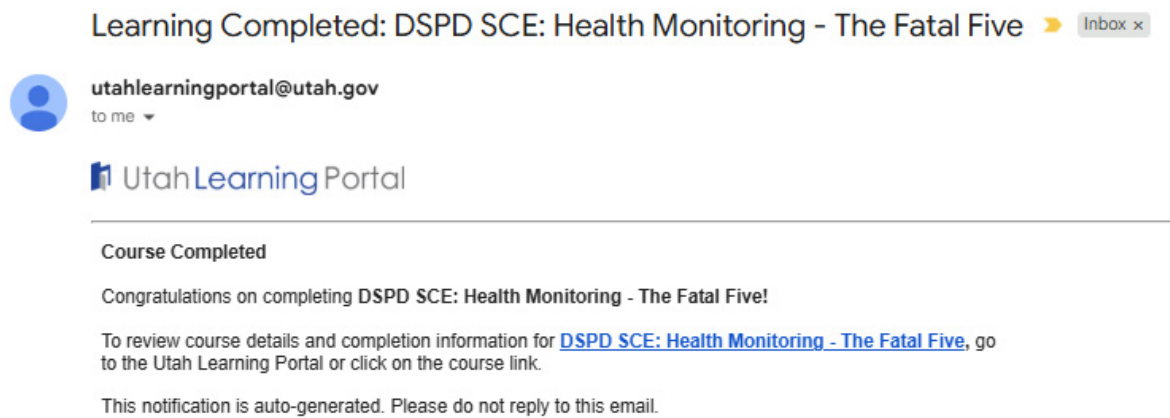 Learning Completed: DSPD SCE: Health Monitoring - The Fatal Five Inbox ×
utahlearningportal@utah.gov
to me
Utah Learning Portal
Course Completed
Congratulations on completing DSPD SCE: Health Monitoring - The Fatal Five!
To review course details and completion information for DSPD SCE: Health Monitoring - The Fatal Five, go
to the Utah Learning Portal or click on the course link.
This notification is auto-generated. Please do not reply to this email.